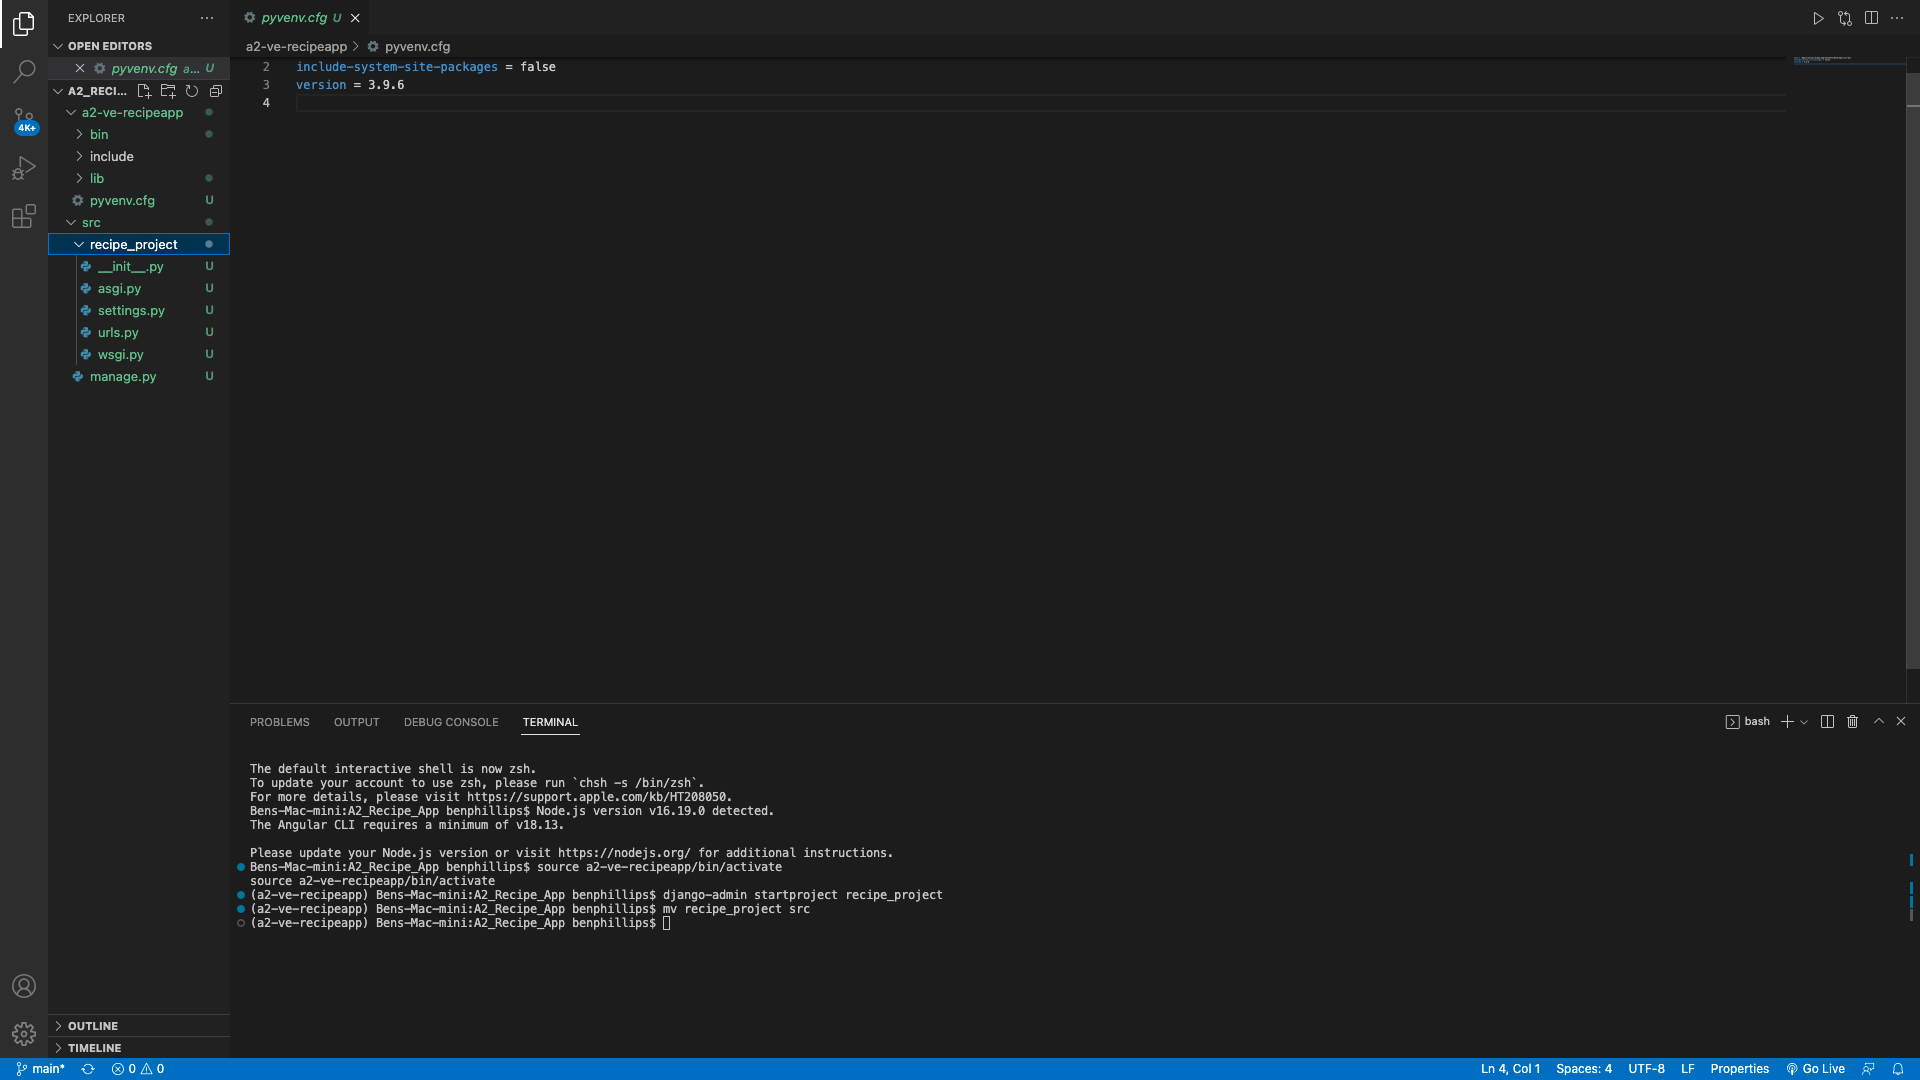 EXPLORER
OPEN EDITORS
pyvenv.cfg a... U
A2_RECI...
a2-ve-recipeapp
bin
include
lib
pyvenv.cfg U
src
recipe_project
__init__.py U
asgi.py U
settings.py U
urls.py U
wsgi.py U
manage.py U
OUTLINE
TIMELINE
4K+
pyvenv.cfg U
a2-ve-recipeapp > pyvenv.cfg
2 include-system-site-packages = false
3 version = 3.9.6
4
PROBLEMS OUTPUT DEBUG CONSOLE TERMINAL
bash
The default interactive shell is now zsh.
To update your account to use zsh, please run `chsh -s /bin/zsh`.
For more details, please visit https://support.apple.com/kb/HT208050.
Bens-Mac-mini:A2_Recipe_App benphillips$ Node.js version v16.19.0 detected.
The Angular CLI requires a minimum of v18.13.
Please update your Node.js version or visit https://nodejs.org/ for additional instructions.
Bens-Mac-mini:A2_Recipe_App benphillips$ source a2-ve-recipeapp/bin/activate
source a2-ve-recipeapp/bin/activate
(a2-ve-recipeapp) Bens-Mac-mini:A2_Recipe_App benphillips$ django-admin startproject recipe_project
(a2-ve-recipeapp) Bens-Mac-mini:A2_Recipe_App benphillips$ mv recipe_project src
(a2-ve-recipeapp) Bens-Mac-mini:A2_Recipe_App benphillips$
main* 0 0 Ln 4, Col 1 Spaces: 4 UTF-8 LF Properties Go Live